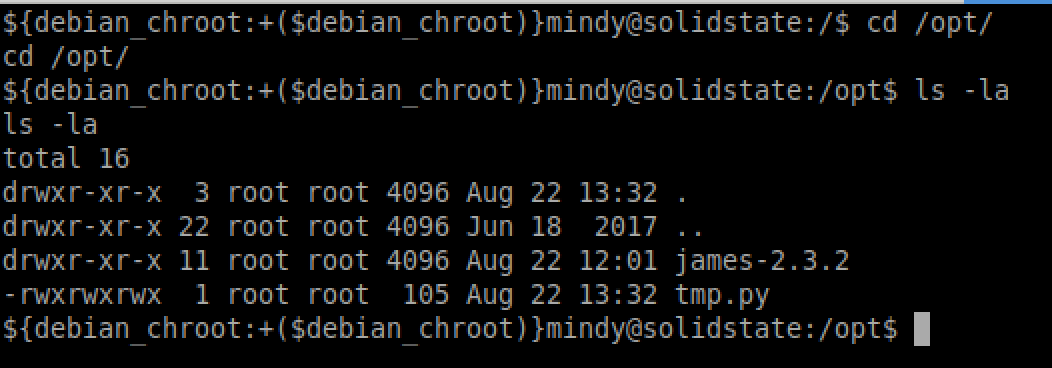 ${debian_chroot:+($debian_chroot)}mindy@solidstate:/$ cd /opt/
cd /opt/
${debian_chroot:+($debian_chroot)}mindy@solidstate:/opt$ ls -la
ls -la
total 16
drwxr-xr-x  3 root root 4096 Aug 22 13:32 .
drwxr-xr-x 22 root root 4096 Jun 18  2017 ..
drwxr-xr-x 11 root root 4096 Aug 22 12:01 james-2.3.2
-rwxrwxrwx  1 root root  105 Aug 22 13:32 tmp.py
${debian_chroot:+($debian_chroot)}mindy@solidstate:/opt$